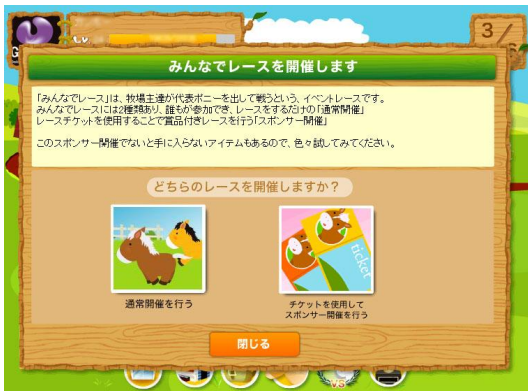 3/
みんなでレースを開催します
「みんなでレース」は、牧場主達が代表ポニーを出して戦うという、イベントレースです。
みんなでレースには2種類あり、誰もが参加でき、レースをするだけの「通常開催」
レースチケットを使用することで賞品付きレースを行う「スポンサー開催」
このスポンサー開催でないと手に入らないアイテムもあるので、色々試してみてください。
どちらのレースを開催しますか？
ticket
通常開催を行う
チケットを使用して
スポンサー開催を行う
閉じる
VS